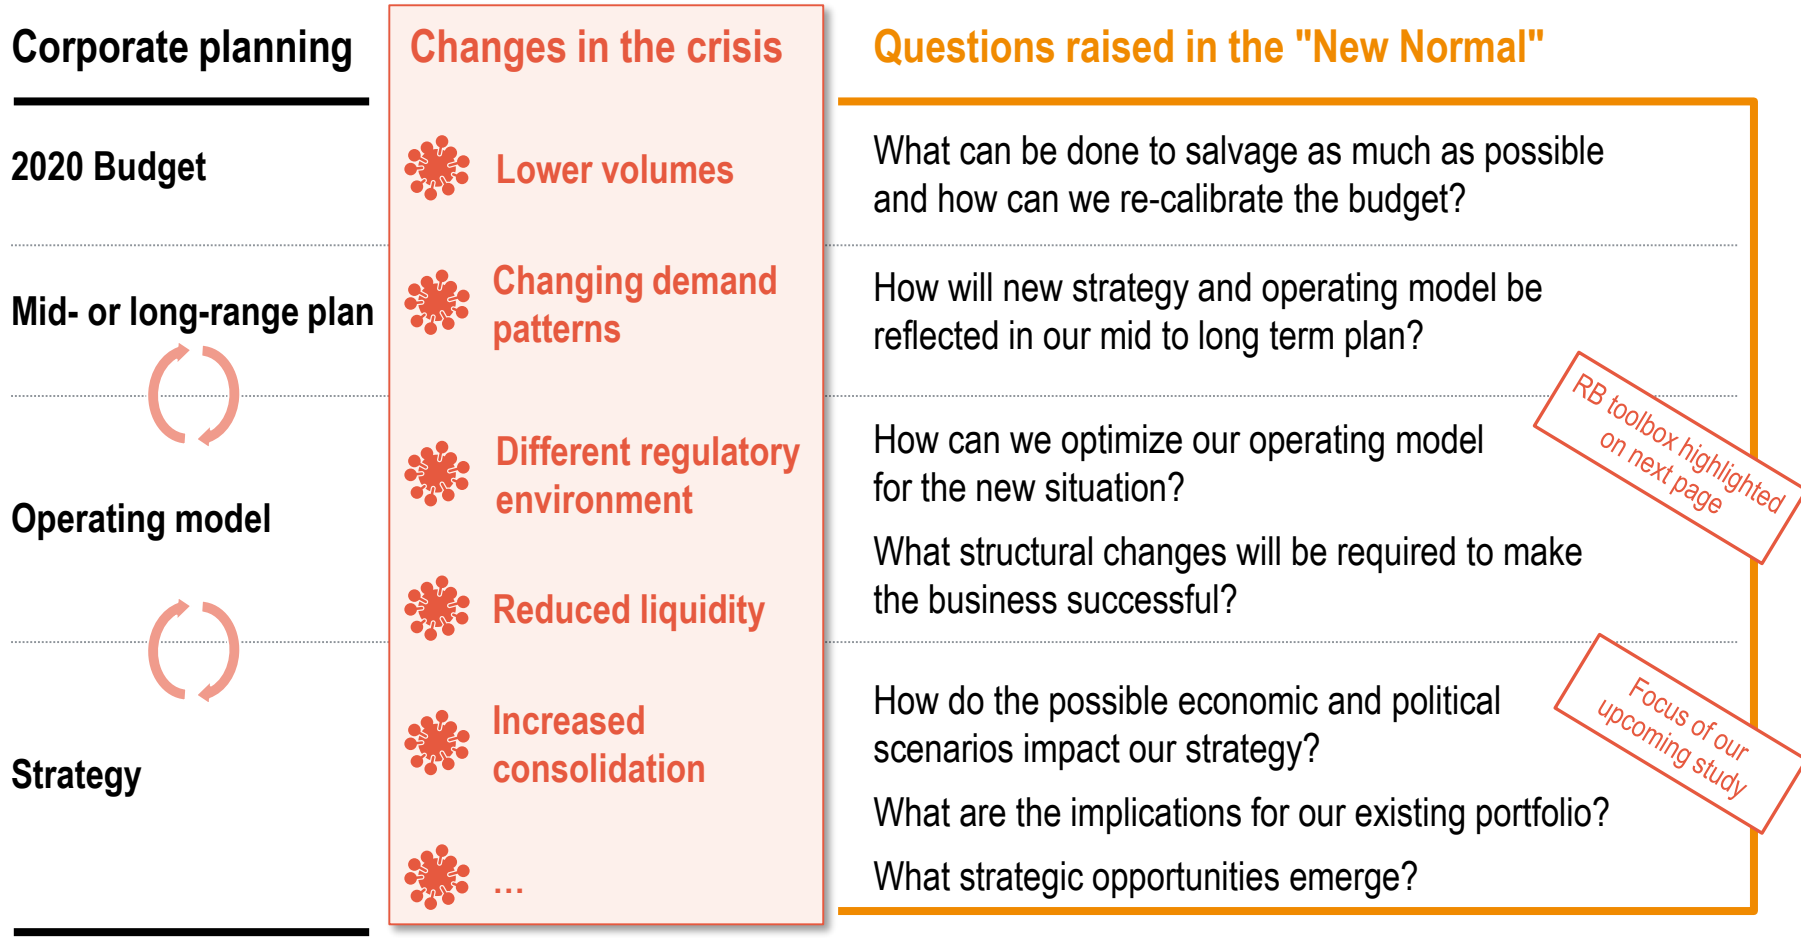 Corporate planning
Changes in the crisis
Questions raised in the "New Normal"
2020 Budget
Lower volumes
What can be done to salvage as much as possible
and how can we re-calibrate the budget?
Mid- or long-range plan
Changing demand
patterns
How will new strategy and operating model be
reflected in our mid to long term plan?
RB toolbox highlighted
on next page
Operating model
Different regulatory
environment
How can we optimize our operating model
for the new situation?
Reduced liquidity
What structural changes will be required to make
the business successful?
Focus of our
upcoming study
Strategy
Increased
consolidation
…
How do the possible economic and political
scenarios impact our strategy?
What are the implications for our existing portfolio?
What strategic opportunities emerge?